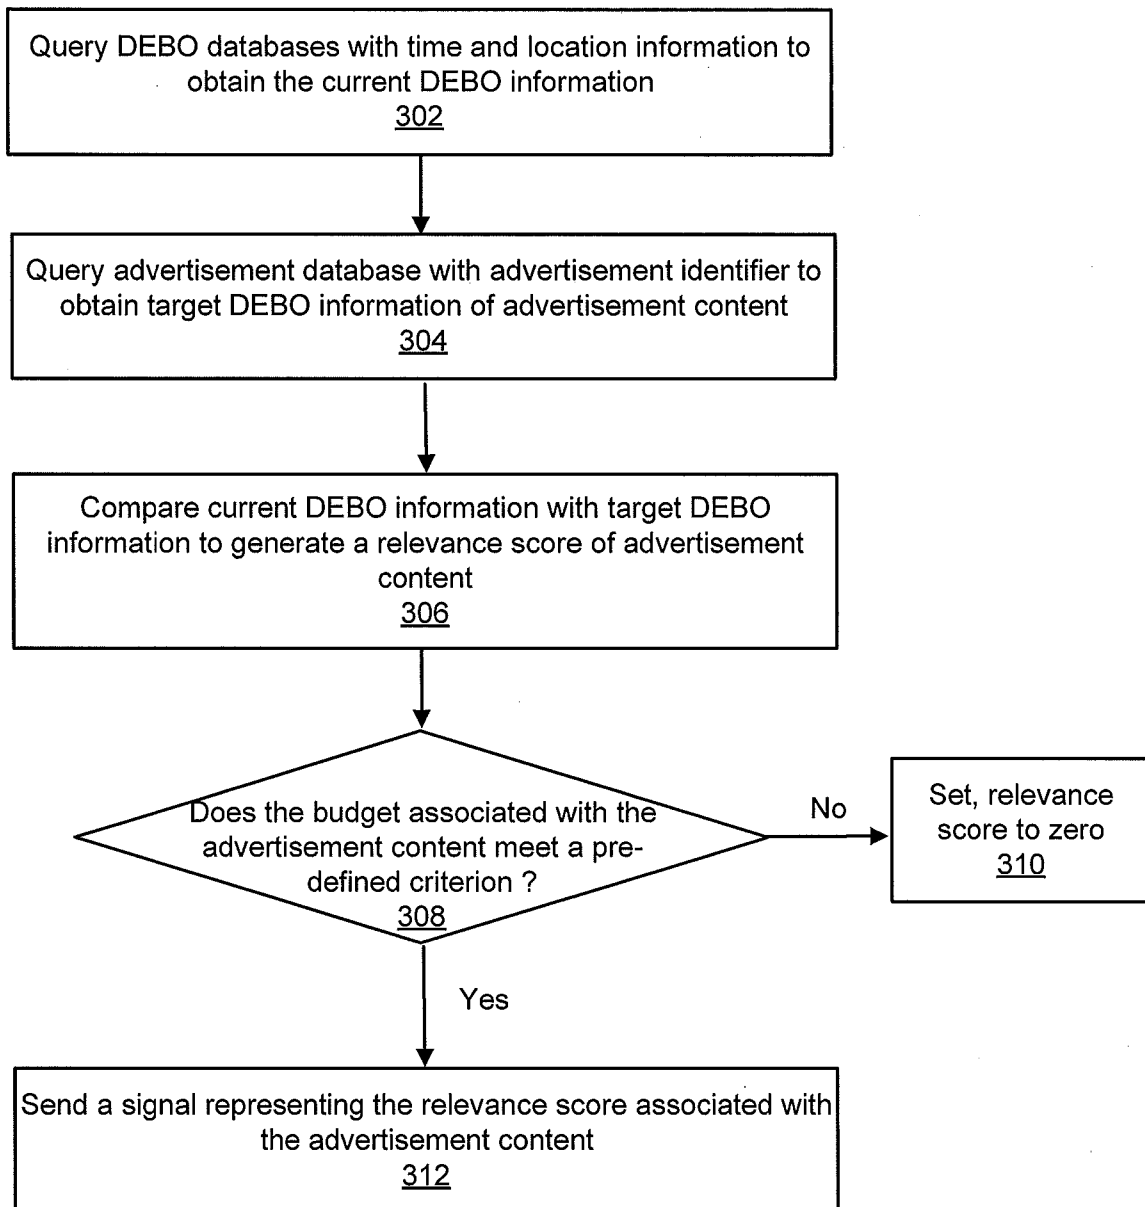 Query DEBO databases with time and location information to
obtain the current DEBO information
302
Query advertisement database with advertisement identifier to
obtain target DEBO information of advertisement content
304
Compare current DEBO information with target DEBO
information to generate a relevance score of advertisement
content
306
Does the budget associated with the
advertisement content meet a pre-
defined criterion ?
308
No
Set, relevance
score to zero
310
Yes
Send a signal representing the relevance score associated with
the advertisement content
312